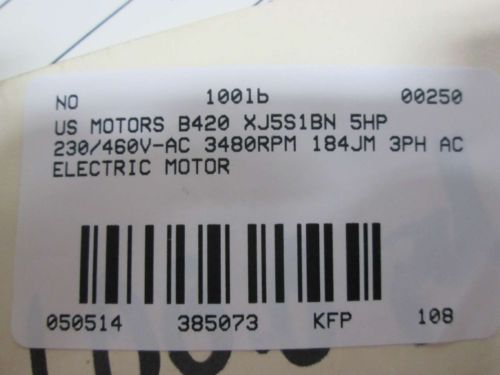 NO 100lb 00250
US MOTORS B420 XJ5S1BN 5HP
230/460V-AC 3480RPM 184JM 3PH AC
ELECTRIC MOTOR
050514 385073 KFP 108